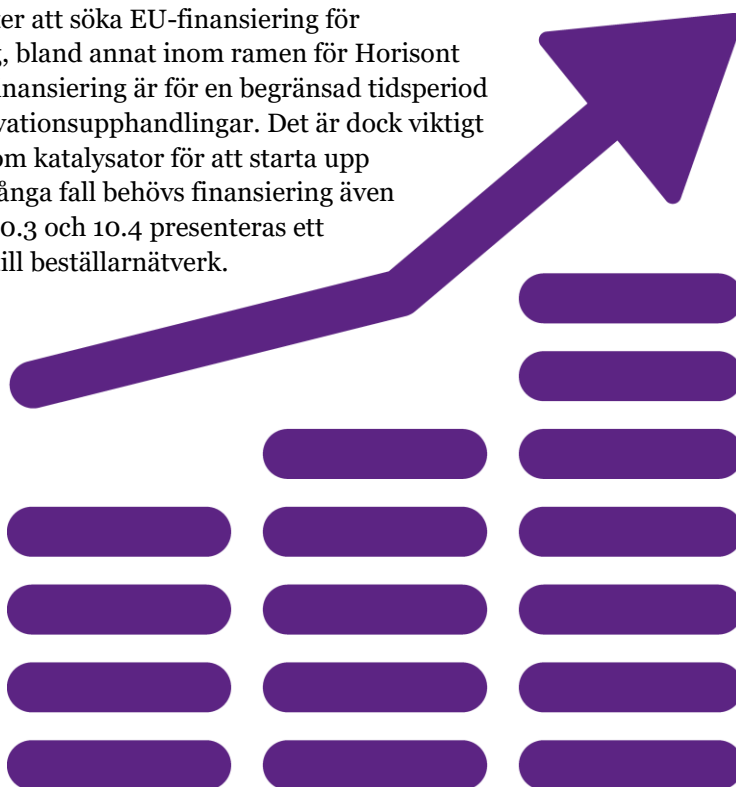 er att söka EU-finansiering för
, bland annat inom ramen för Horisont
inansiering är för en begränsad tidsperiod
vationsupphandlingar. Det är dock viktigt
om katalysator för att starta upp
ånga fall behövs finansiering även
0.3 och 10.4 presenteras ett
ill beställarnätverk.